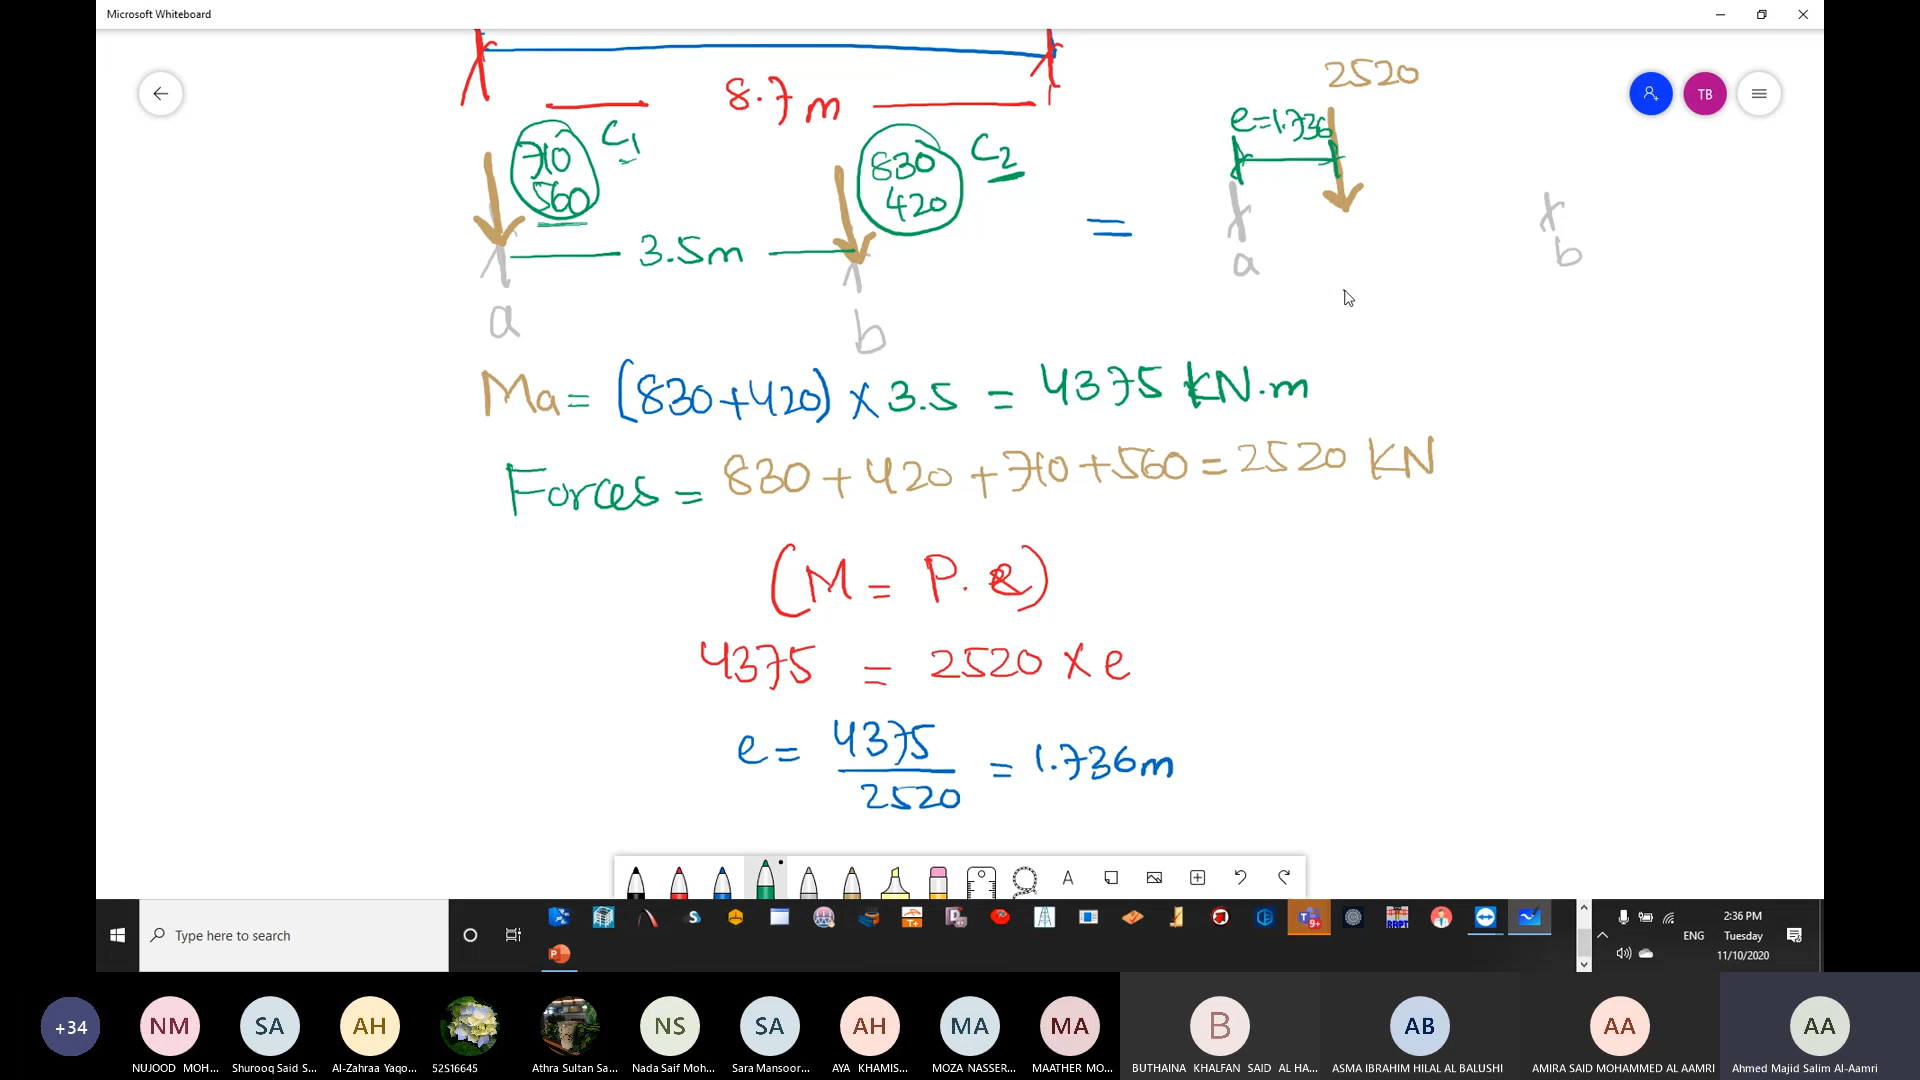 Microsoft Whiteboard
2520
8.7 m
e=1.736
TB
710
560
C1
830
420
C2
3.5m
=
a
b
a
b
Ma = (830+420) x 3.5 = 4375 KN.m
Forces = 830 + 420 + 710 + 560 = 2520 KN
(M = P. e)
4375 = 2520 x e
e = 4375
2520 = 1.736m
A
Type here to search
9+
ENG
2:36 PM
Tuesday
11/10/2020
+34
NM
SA
AH
NS
SA
AH
MA
MA
B
AB
AA
AA
NUJOOD MOH...
Shurooq Said S...
Al-Zahraa Yaqo...
52S16645
Athra Sultan Sa...
Nada Saif Moh...
Sara Mansoor...
AYA KHAMIS...
MOZA NASSER...
MAATHER MO...
BUTHAINA KHALFAN SAID AL HA...
ASMA IBRAHIM HILAL AL BALUSHI
AMIRA SAID MOHAMMED AL AAMRI
Ahmed Majid Salim Al-Aamri